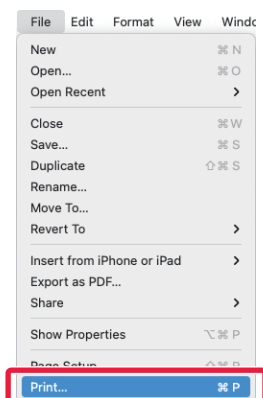 File Edit Format View Windo
New ⌘ N
Open... ⌘ O
Open Recent >
Close ⌘ W
Save... ⌘ S
Duplicate ⇧ ⌘ S
Rename...
Move To...
Revert To >
Insert from iPhone or iPad >
Export as PDF...
Share >
Show Properties ⌥ ⌘ P
Page Setup ⇧ ⌘ P
Print... ⌘ P